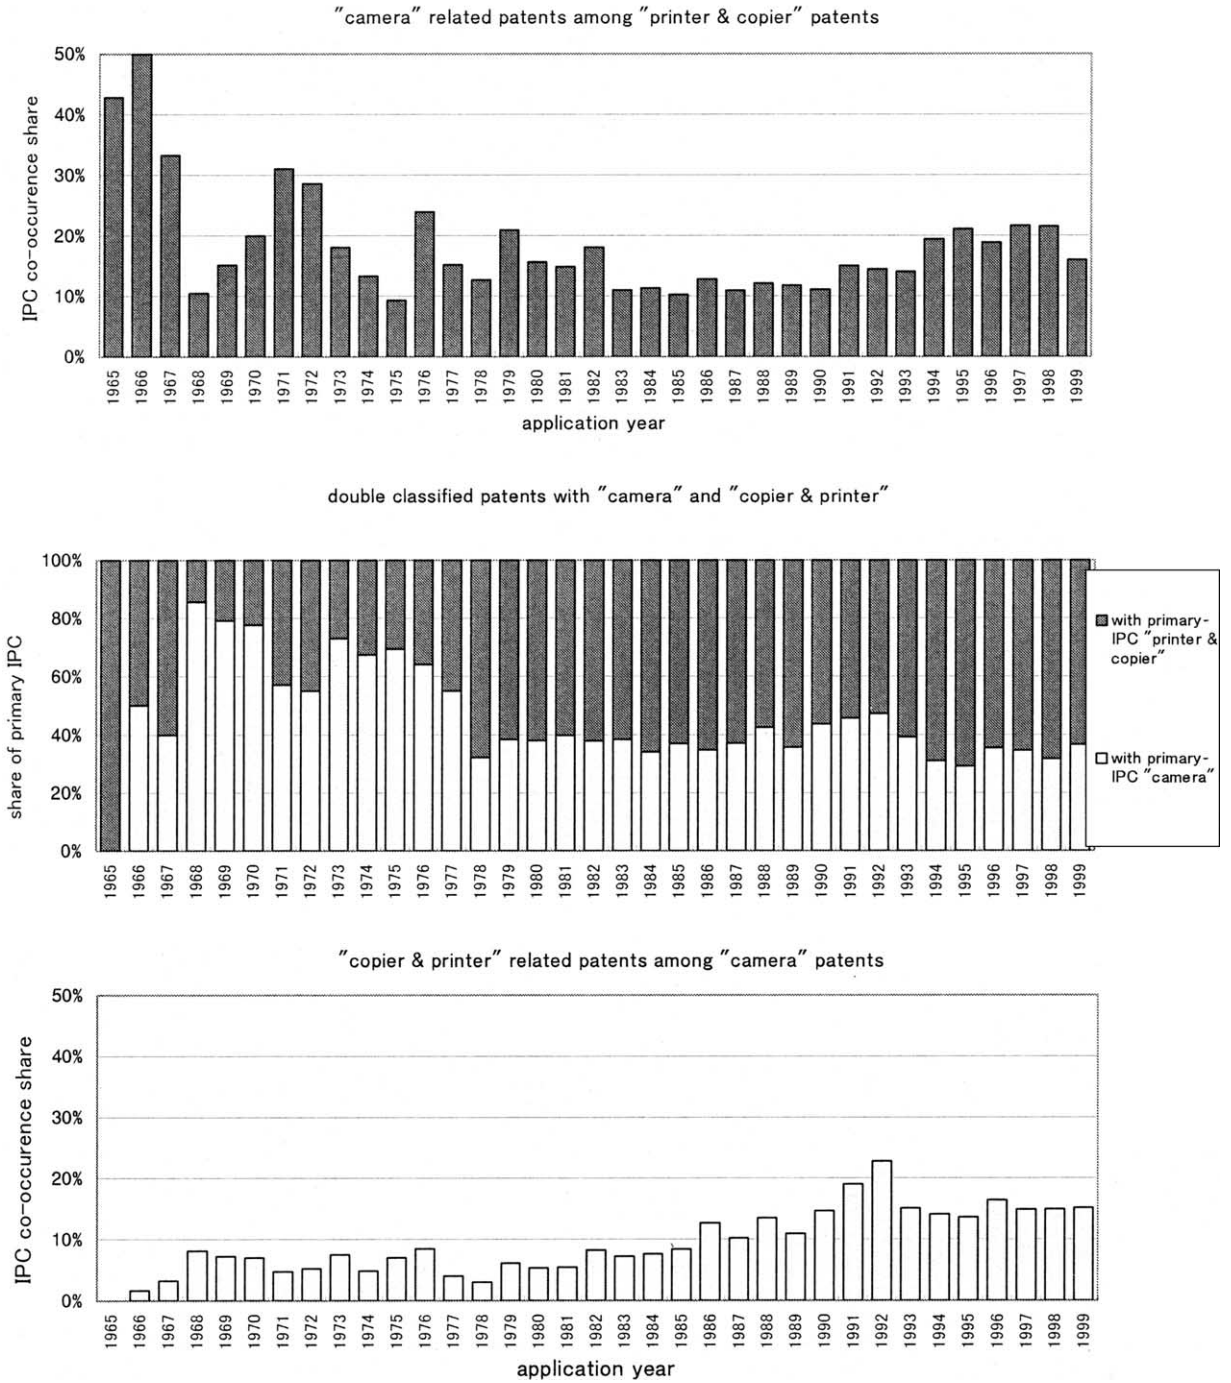 "camera" related patents among "printer & copier" patents
IPC co-occurence share
50%
40%
30%
20%
10%
0%
1965 1966 1967 1968 1969 1970 1971 1972 1973 1974 1975 1976 1977 1978 1979 1980 1981 1982 1983 1984 1985 1986 1987 1988 1989 1990 1991 1992 1993 1994 1995 1996 1997 1998 1999
application year
double classified patents with "camera" and "copier & printer"
share of primary IPC
100%
80%
60%
40%
20%
0%
1965 1966 1967 1968 1969 1970 1971 1972 1973 1974 1975 1976 1977 1978 1979 1980 1981 1982 1983 1984 1985 1986 1987 1988 1989 1990 1991 1992 1993 1994 1995 1996 1997 1998 1999
with primary-
IPC "printer &
copier"
with primary-
IPC "camera"
"copier & printer" related patents among "camera" patents
IPC co-occurence share
50%
40%
30%
20%
10%
0%
1965 1966 1967 1968 1969 1970 1971 1972 1973 1974 1975 1976 1977 1978 1979 1980 1981 1982 1983 1984 1985 1986 1987 1988 1989 1990 1991 1992 1993 1994 1995 1996 1997 1998 1999
application year